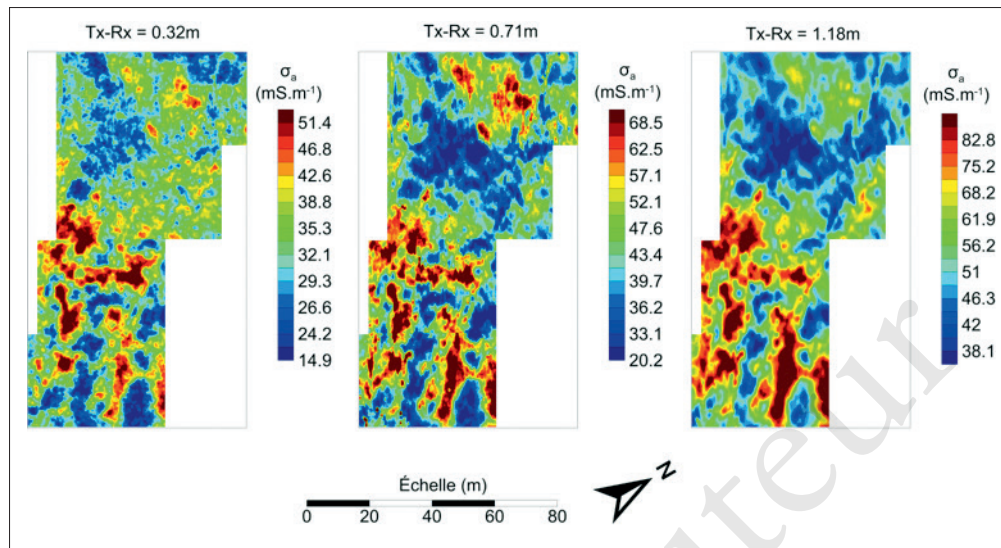 Tx-Rx = 0.32m
σa
(mS.m⁻¹)
51.4
46.8
42.6
38.8
35.3
32.1
29.3
26.6
24.2
14.9
Tx-Rx = 0.71m
σa
(mS.m⁻¹)
68.5
62.5
57.1
52.1
47.6
43.4
39.7
36.2
33.1
20.2
Tx-Rx = 1.18m
σa
(mS.m⁻¹)
82.8
75.2
68.2
61.9
56.2
51
46.3
42
38.1
Échelle (m)
0 20 40 60 80
N
uteur